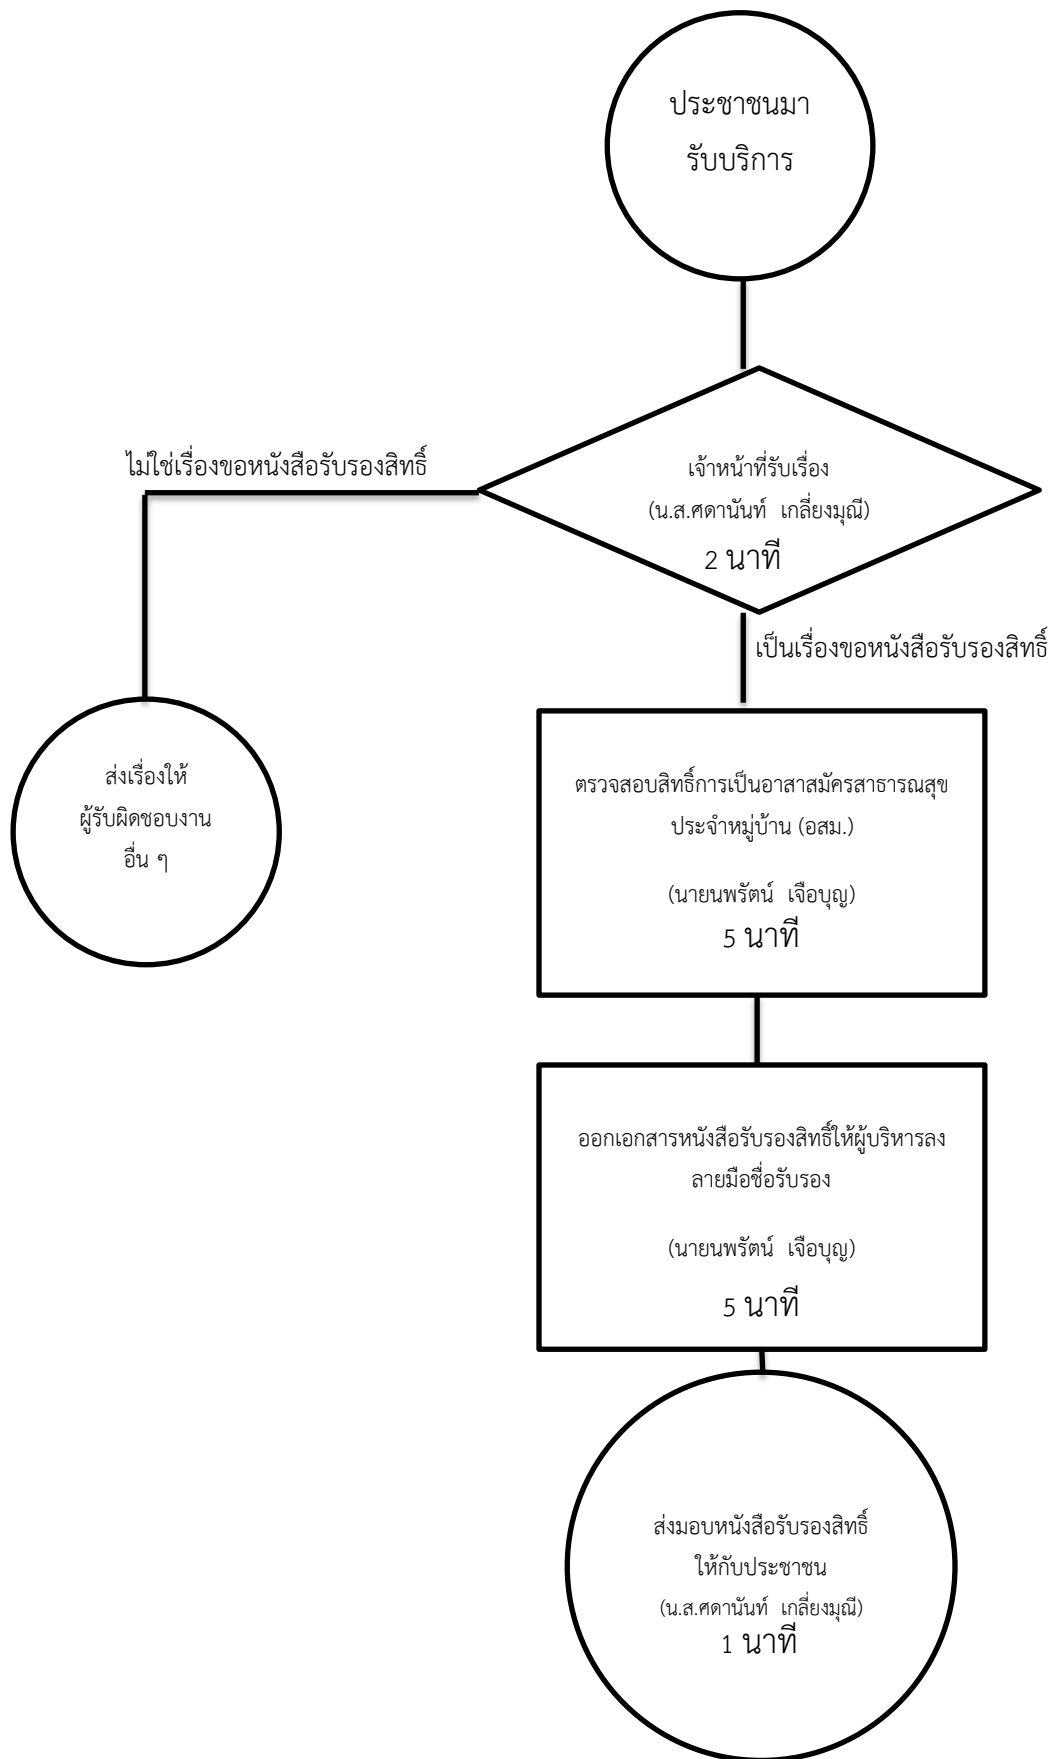 ประชาชนมา
รับบริการ
ไม่ใช่เรื่องขอหนังสือรับรองสิทธิ์
เจ้าหน้าที่รับเรื่อง
(น.ส.ศดานันท์ เกลี่ยงมุณี)
2 นาที
เป็นเรื่องขอหนังสือรับรองสิทธิ์
ส่งเรื่องให้
ผู้รับผิดชอบงาน
อื่น ๆ
ตรวจสอบสิทธิ์การเป็นอาสาสมัครสาธารณสุข
ประจำหมู่บ้าน (อสม.)
(นายนพรัตน์ เจือบุญ)
5 นาที
ออกเอกสารหนังสือรับรองสิทธิ์ให้ผู้บริหารลง
ลายมือชื่อรับรอง
(นายนพรัตน์ เจือบุญ)
5 นาที
ส่งมอบหนังสือรับรองสิทธิ์
ให้กับประชาชน
(น.ส.ศดานันท์ เกลี่ยงมุณี)
1 นาที